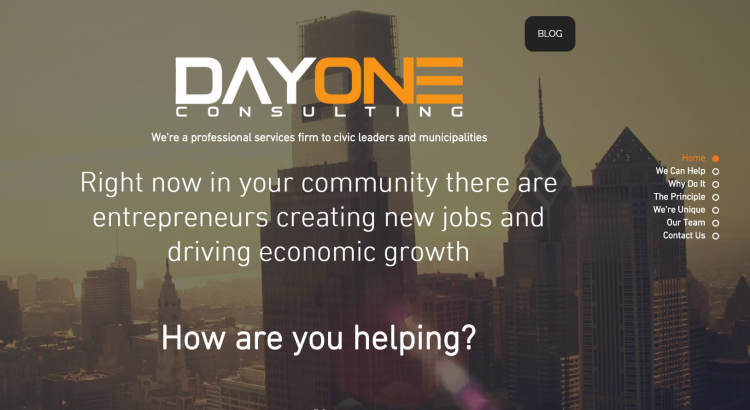 BLOG
DAYONE
CONSULTING
We're a professional services firm to civic leaders and municipalities
Right now in your community there are
entrepreneurs creating new jobs and
driving economic growth
How are you helping?
Home
We Can Help
Why Do It
The Principle
We're Unique
Our Team
Contact Us